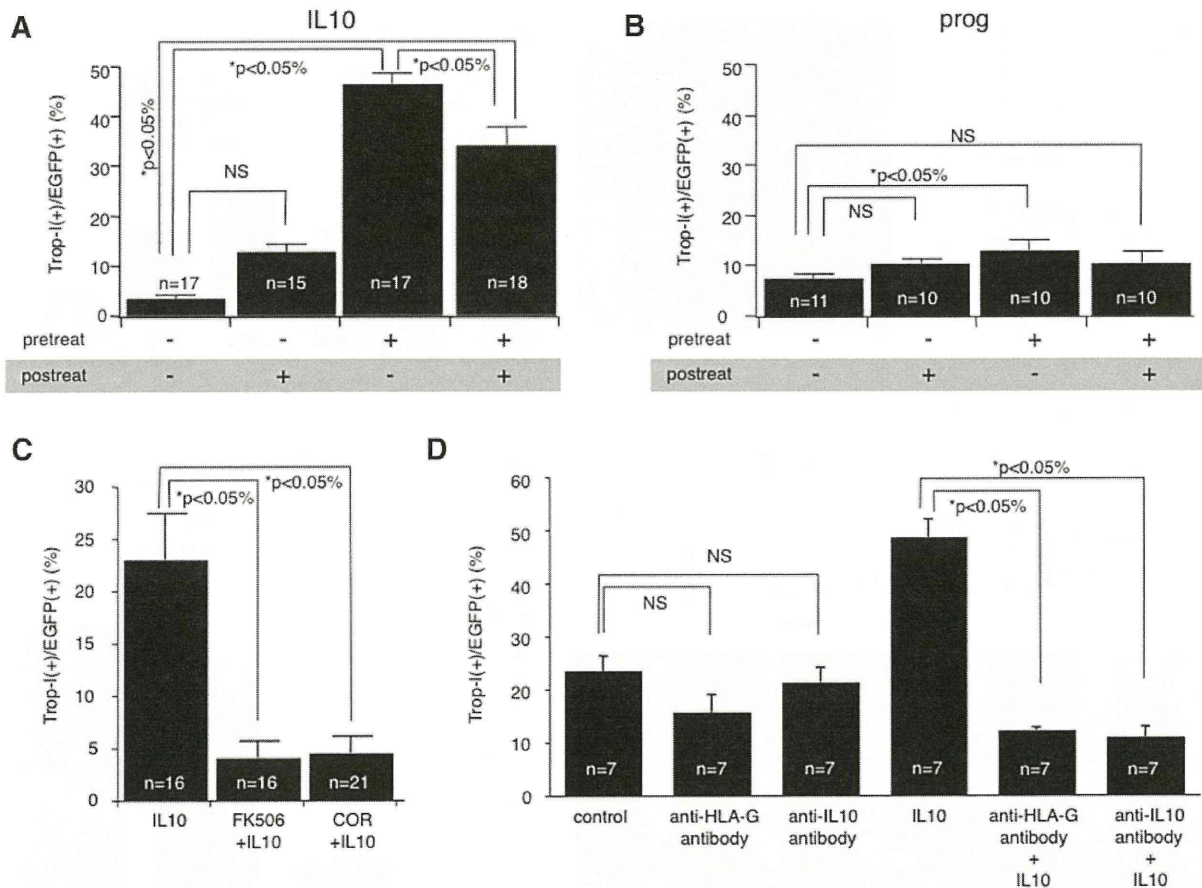 A
IL10
*p<0.05%
*p<0.05%
*p<0.05%
NS
Trop-I(+)/EGFP(+) (%)
50
40
30
20
10
0
n=17
n=15
n=17
n=18
pretreat - - + +
postreat - + - +
B
prog
NS
*p<0.05%
NS
Trop-I(+)/EGFP(+) (%)
50
40
30
20
10
0
n=11
n=10
n=10
n=10
pretreat - - + +
postreat - + - +
C
*p<0.05%
*p<0.05%
Trop-I(+)/EGFP(+) (%)
30
25
20
15
10
5
0
n=16
n=16
n=21
IL10
FK506
+IL10
COR
+IL10
D
*p<0.05%
*p<0.05%
NS
NS
Trop-I(+)/EGFP(+) (%)
60
50
40
30
20
10
0
n=7
n=7
n=7
n=7
n=7
n=7
control
anti-HLA-G
antibody
anti-IL10
antibody
IL10
anti-HLA-G
antibody
+
IL10
anti-IL10
antibody
+
IL10